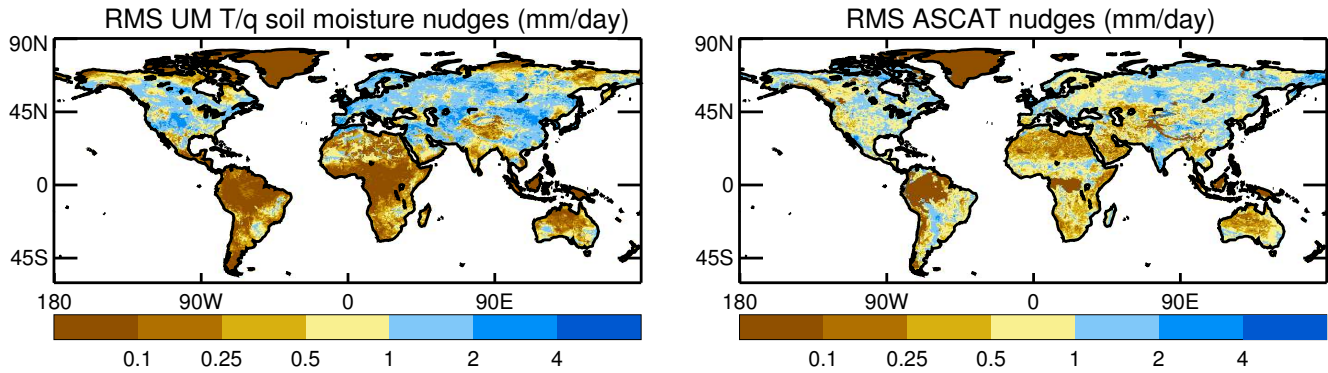 RMS UM T/q soil moisture nudges (mm/day)
90N
45N
0
45S
180 90W 0 90E
0.1 0.25 0.5 1 2 4
RMS ASCAT nudges (mm/day)
90N
45N
0
45S
180 90W 0 90E
0.1 0.25 0.5 1 2 4